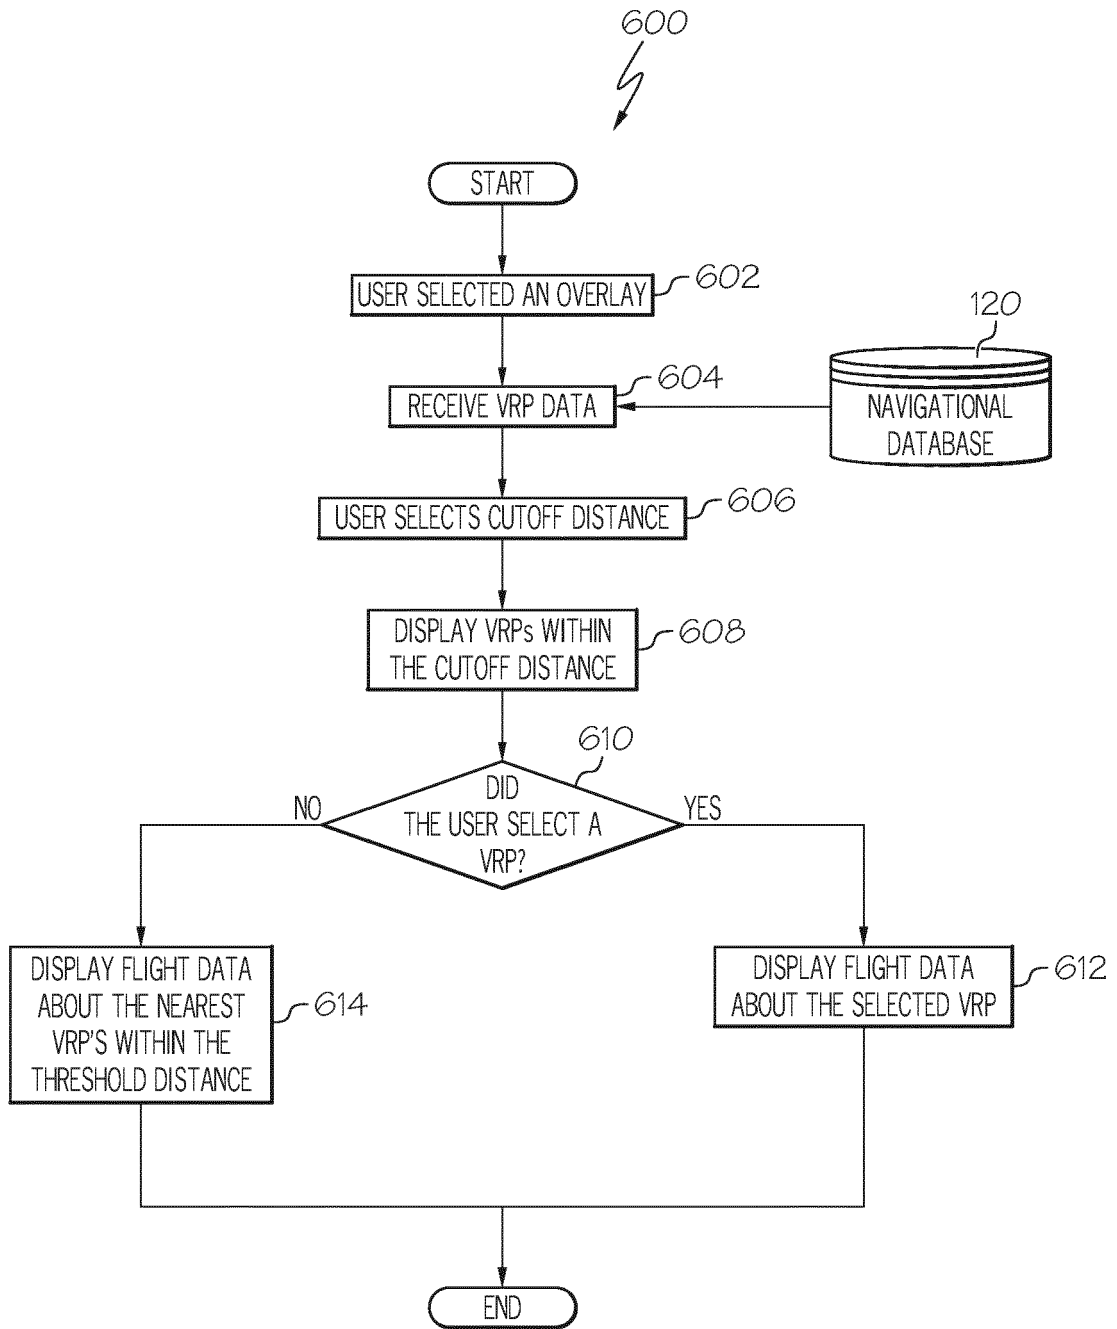 600
START
USER SELECTED AN OVERLAY
602
120
604
RECEIVE VRP DATA
NAVIGATIONAL
DATABASE
606
USER SELECTS CUTOFF DISTANCE
DISPLAY VRPs WITHIN
THE CUTOFF DISTANCE
608
610
NO
DID
THE USER SELECT A
VRP?
YES
DISPLAY FLIGHT DATA
ABOUT THE NEAREST
VRP'S WITHIN THE
THRESHOLD DISTANCE
614
DISPLAY FLIGHT DATA
ABOUT THE SELECTED VRP
612
END